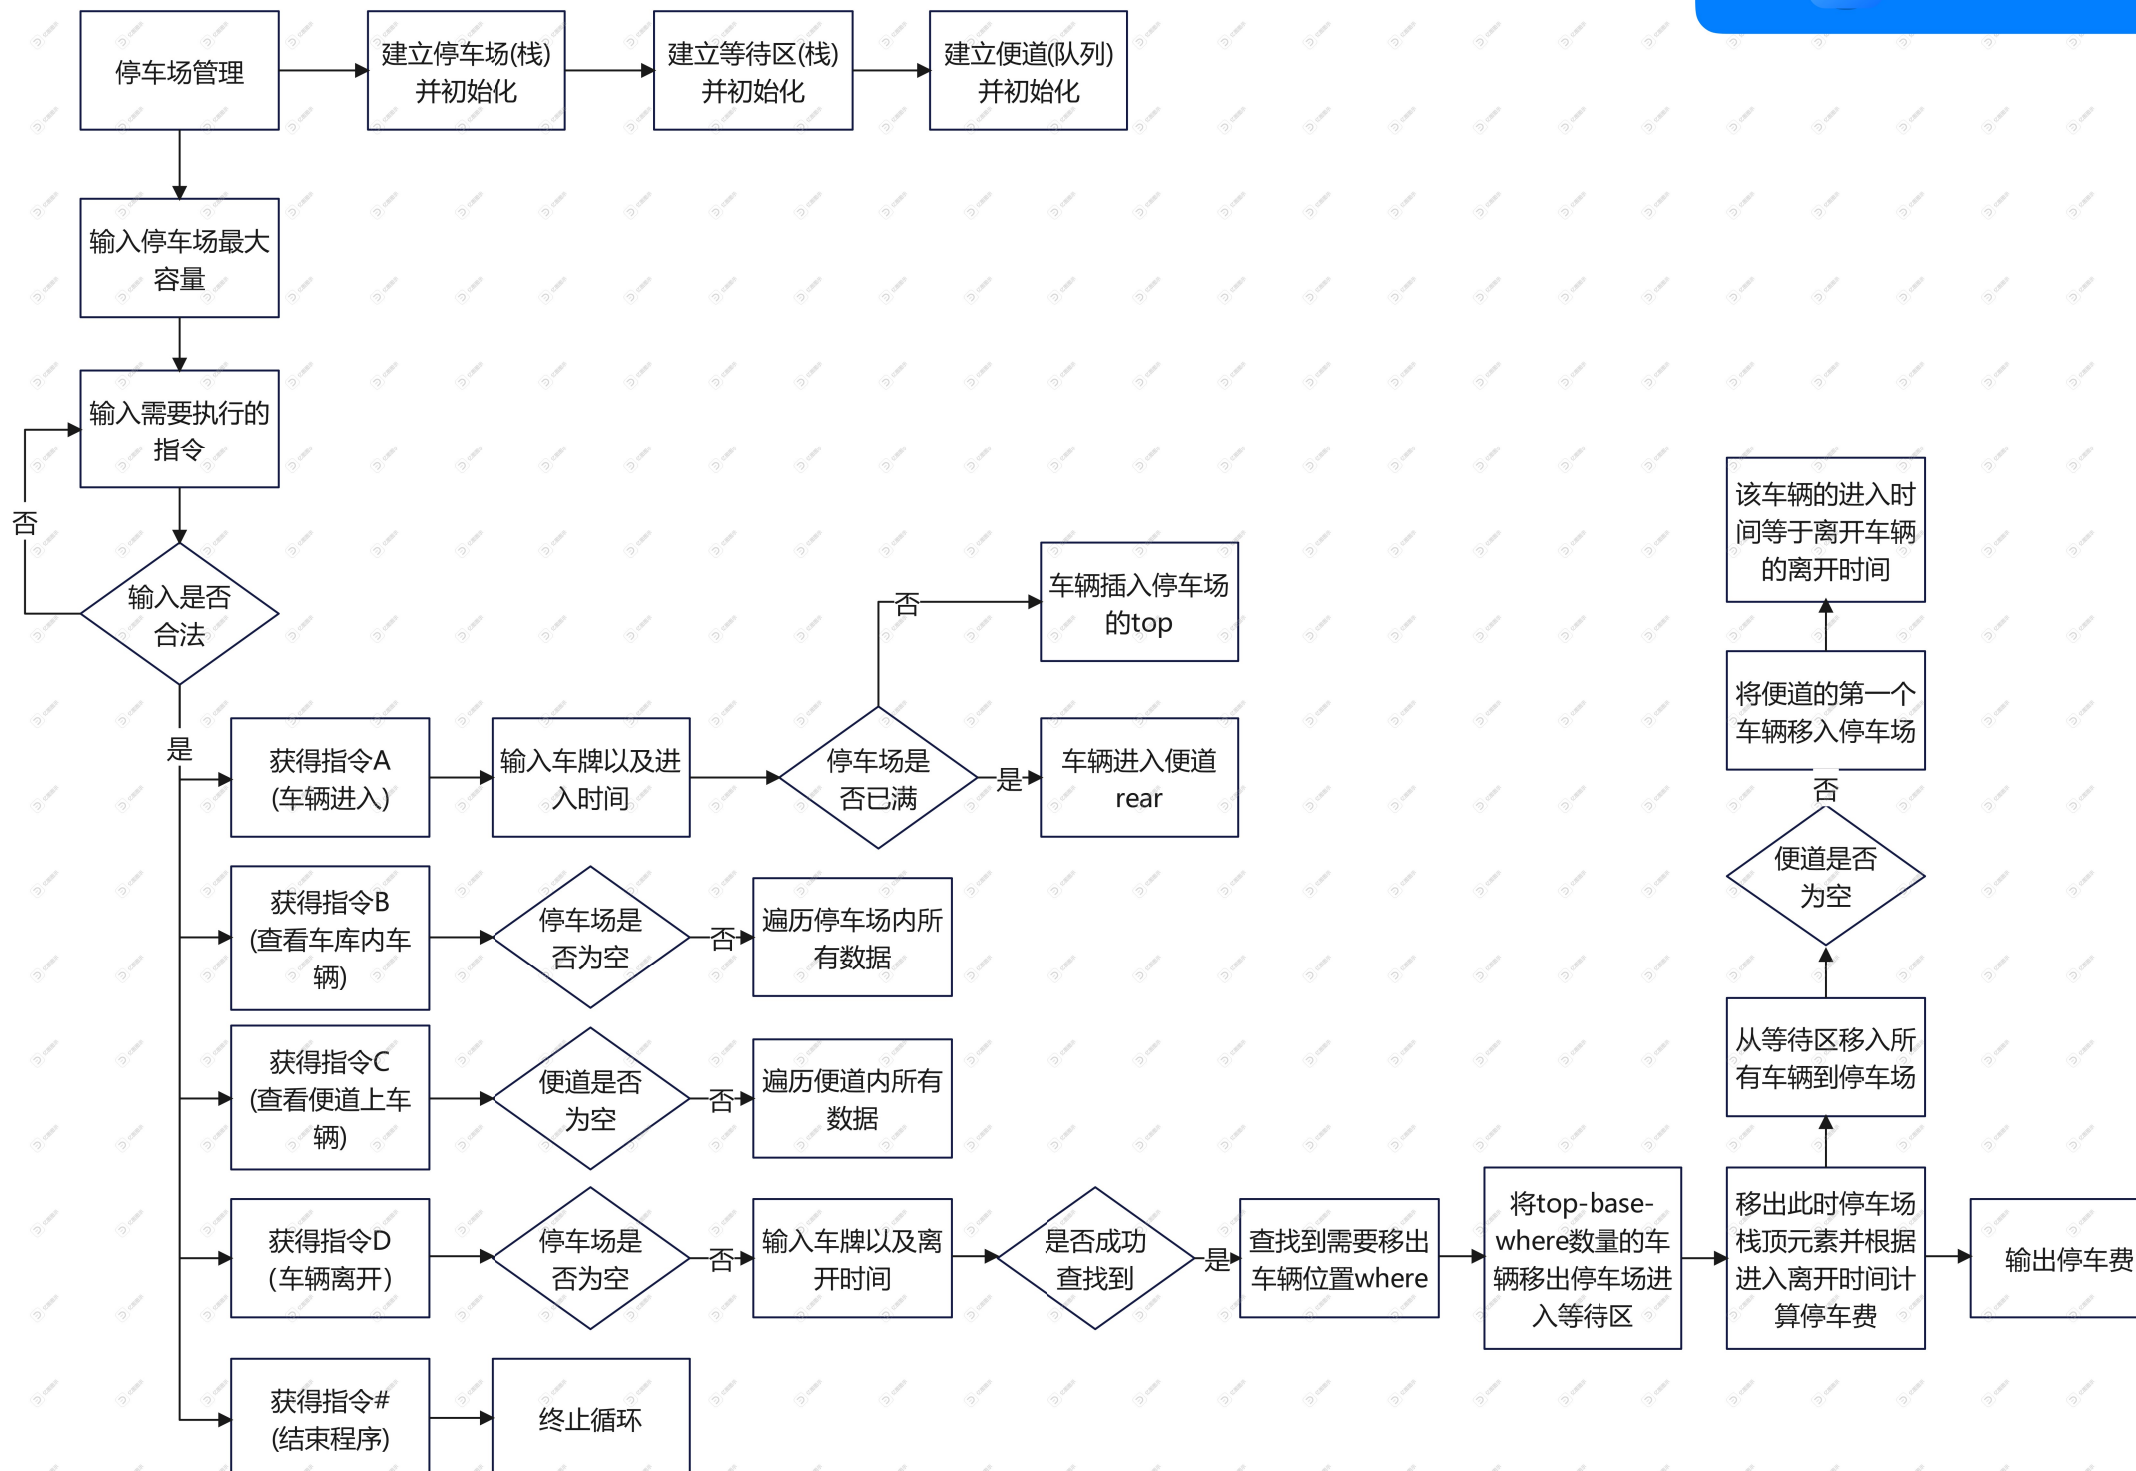 停车场管理
建立停车场(栈)
并初始化
建立等待区(栈)
并初始化
建立便道(队列)
并初始化
输入停车场最大
容量
输入需要执行的
指令
否
输入是否
合法
是
获得指令A
(车辆进入)
输入车牌以及进
入时间
停车场是
否已满
否
车辆插入停车场
的top
是
车辆进入便道
rear
获得指令B
(查看车库内车
辆)
停车场是
否为空
否
遍历停车场内所
有数据
获得指令C
(查看便道上车
辆)
便道是否
为空
否
遍历便道内所有
数据
获得指令D
(车辆离开)
停车场是
否为空
否
输入车牌以及离
开时间
是否成功
查找到
是
查找到需要移出
车辆位置where
将top-base-
where数量的车
辆移出停车场进
入等待区
移出此时停车场
栈顶元素并根据
进入离开时间计
算停车费
输出停车费
从等待区移入所
有车辆到停车场
便道是否
为空
否
将便道的第一个
车辆移入停车场
该车辆的进入时
间等于离开车辆
的离开时间
获得指令#
(结束程序)
终止循环